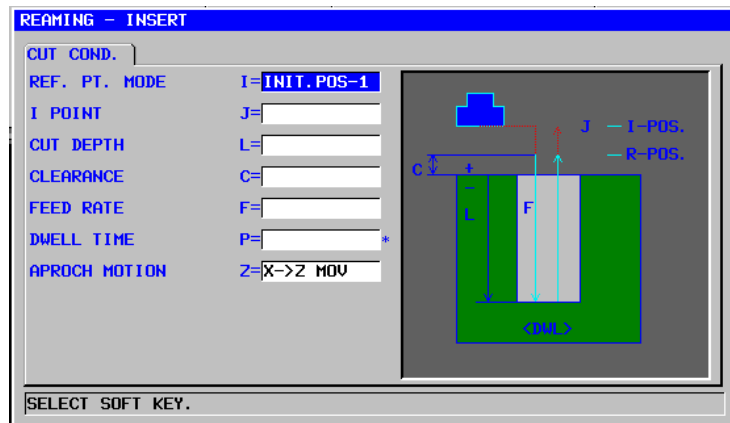 REAMING - INSERT
CUT COND.
REF. PT. MODE I=INIT.POS-1
I POINT J=
CUT DEPTH L=
CLEARANCE C=
FEED RATE F=
DWELL TIME P= *
APROCH MOTION Z=X->Z MOV
J - I-POS.
- R-POS.
C + -
L F
<DWL>
SELECT SOFT KEY.